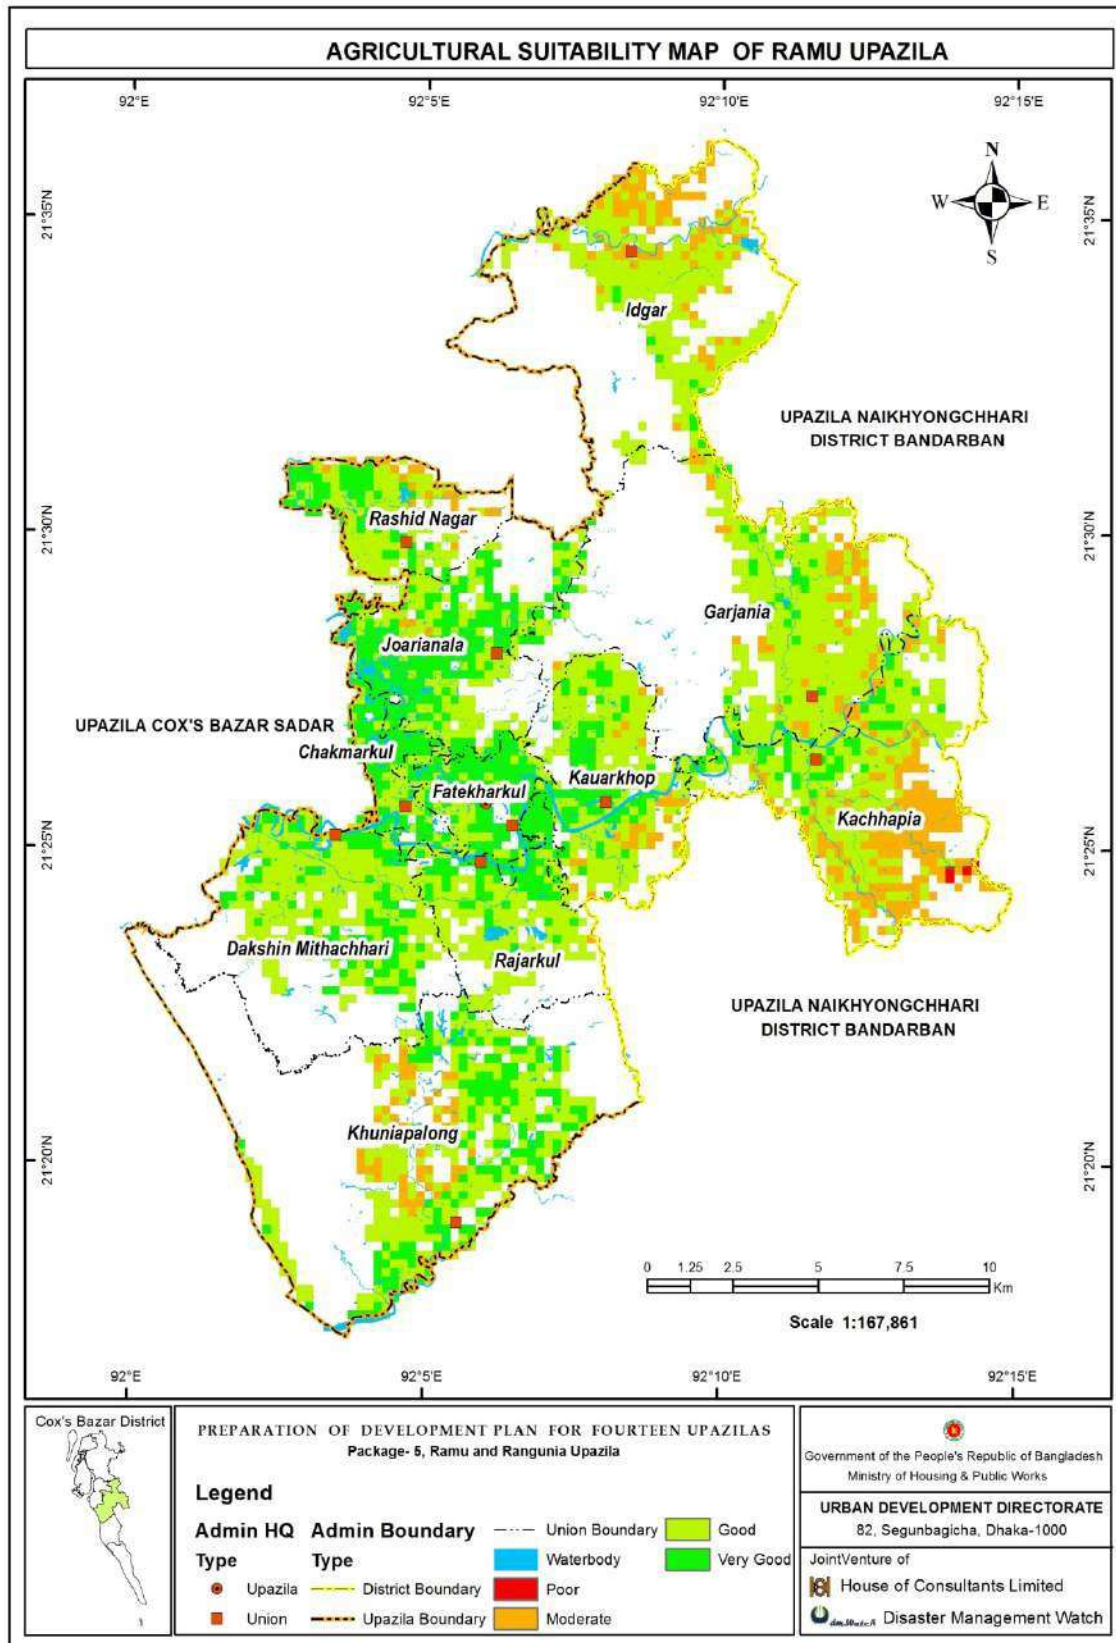 AGRICULTURAL SUITABILITY MAP OF RAMU UPAZILA
92°E
92°5'E
92°10'E
92°15'E
N
W
E
S
21°35'N
21°35'N
Idgar
UPAZILA NAIKHYONGCHHARI
DISTRICT BANDARBAN
21°30'N
Rashid Nagar
21°30'N
Garjania
Joarianala
UPAZILA COX'S BAZAR SADAR
Chakmarkul
Kauarkhop
Fatekharkul
Kachhapia
21°25'N
21°25'N
Dakshin Mithachhari
Rajarkul
UPAZILA NAIKHYONGCHHARI
DISTRICT BANDARBAN
Khuniapalong
21°20'N
21°20'N
0 1.25 2.5 5 7.5 10
Km
Scale 1:167,861
92°E
92°5'E
92°10'E
92°15'E
Cox's Bazar District
PREPARATION OF DEVELOPMENT PLAN FOR FOURTEEN UPAZILAS
Package- 5, Ramu and Rangunia Upazila
Legend
Admin HQ
Type
Upazila
Union
Admin Boundary
Type
District Boundary
Upazila Boundary
Union Boundary
Waterbody
Poor
Moderate
Good
Very Good
Government of the People's Republic of Bangladesh
Ministry of Housing & Public Works
URBAN DEVELOPMENT DIRECTORATE
82, Segunbagicha, Dhaka-1000
JointVenture of
House of Consultants Limited
dmWatch Disaster Management Watch